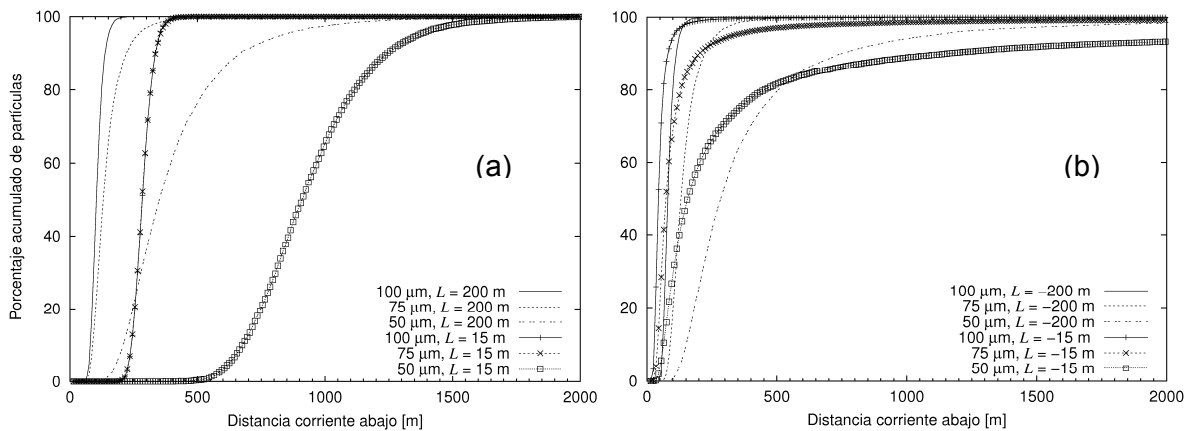 Porcentaje acumulado de partículas
100
80
60
40
20
0
(a)
100 μm, L = 200 m
75 μm, L = 200 m
50 μm, L = 200 m
100 μm, L = 15 m
75 μm, L = 15 m
50 μm, L = 15 m
0 500 1000 1500 2000
Distancia corriente abajo [m]
100
80
60
40
20
0
(b)
100 μm, L = −200 m
75 μm, L = −200 m
50 μm, L = −200 m
100 μm, L = −15 m
75 μm, L = −15 m
50 μm, L = −15 m
0 500 1000 1500 2000
Distancia corriente abajo [m]